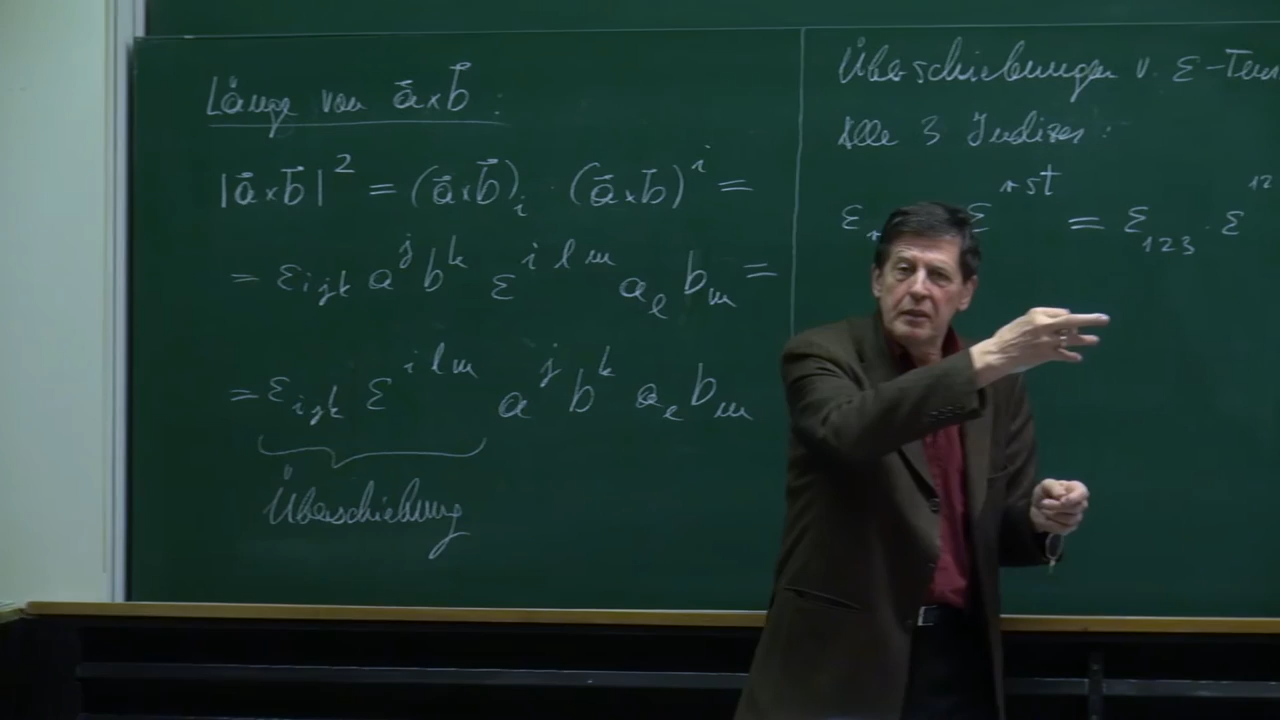 Länge von a⃗×b⃗ :
|a⃗×b⃗|² = (a⃗×b⃗)ᵢ · (a⃗×b⃗)ⁱ =
= εᵢⱼₖ aʲ bᵏ εⁱˡᵐ aₗ bₘ =
= εᵢⱼₖ εⁱˡᵐ aʲ bᵏ aₗ bₘ
Überschiebung
Überschiebungen v. ε-Tens
Alle 3 Indizes :
ε ε^{rst} = ε₁₂₃ · ε¹²